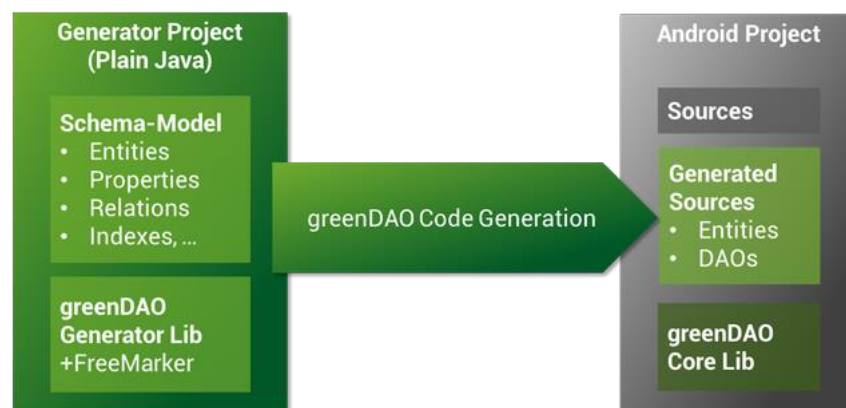 Generator Project
(Plain Java)
Schema-Model
• Entities
• Properties
• Relations
• Indexes, ...
greenDAO
Generator Lib
+FreeMarker
greenDAO Code Generation
Android Project
Sources
Generated
Sources
• Entities
• DAOs
greenDAO
Core Lib